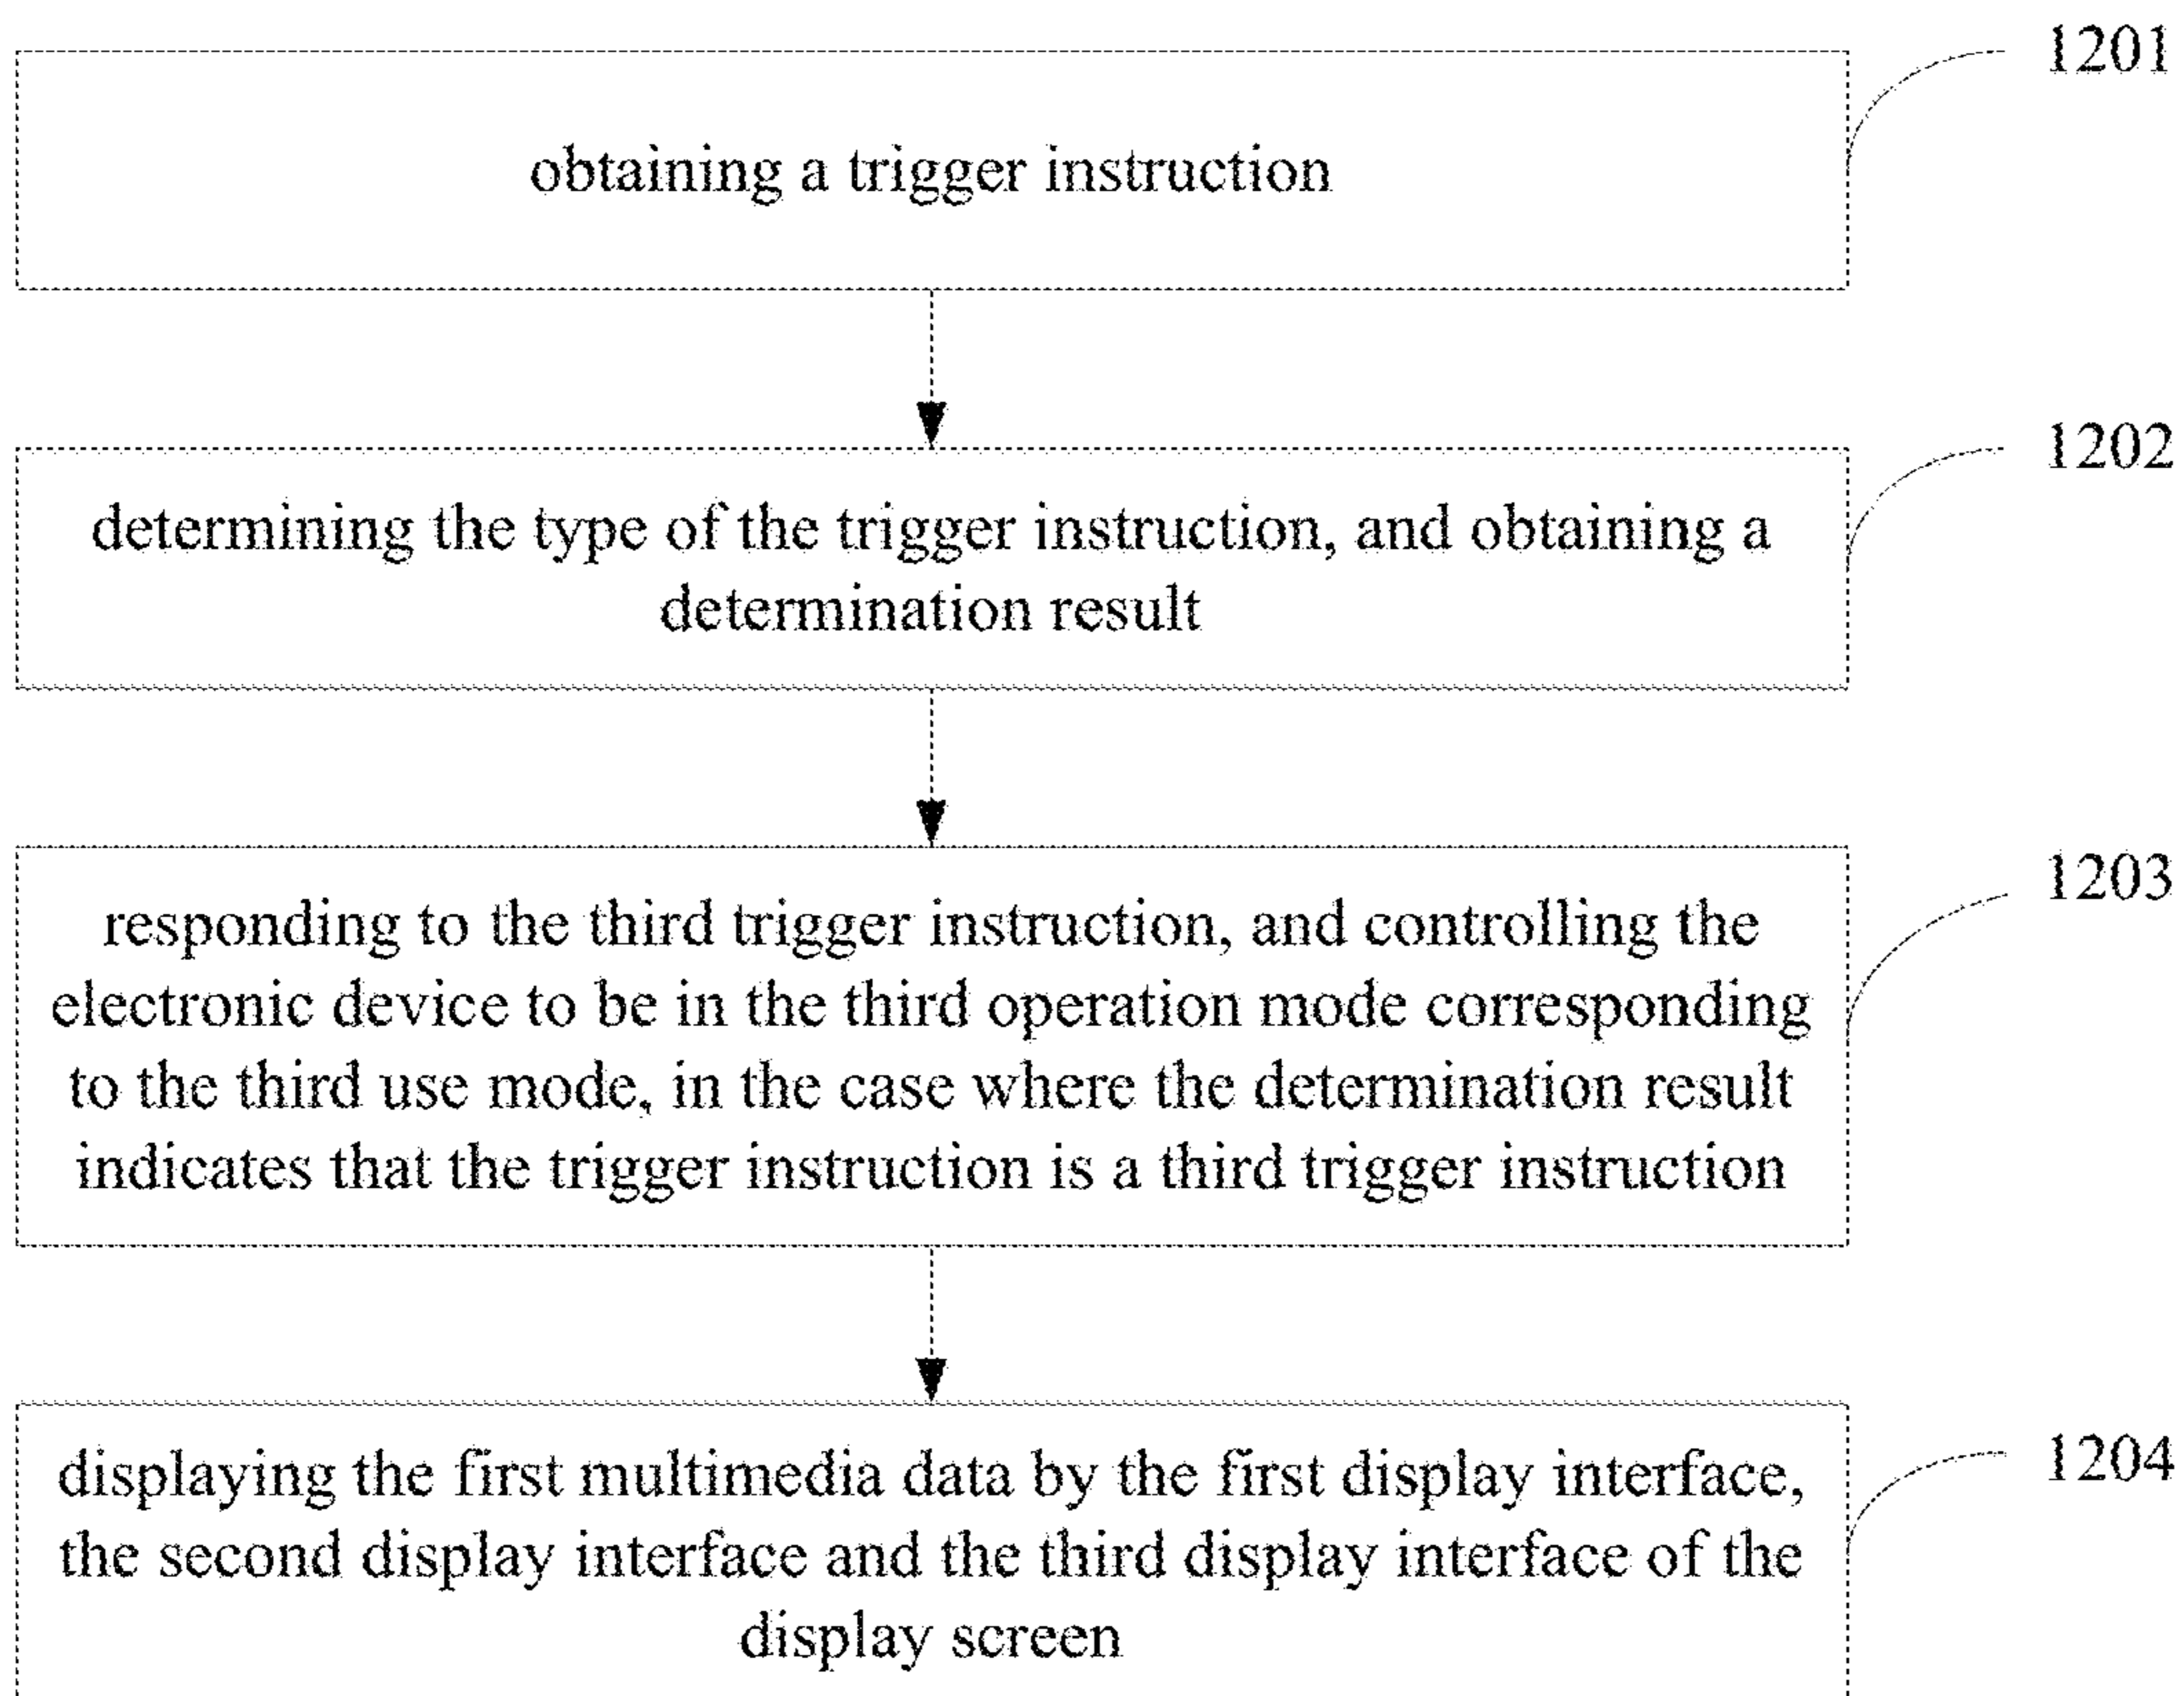 1201
obtaining a trigger instruction
1202
determining the type of the trigger instruction, and obtaining a
determination result
1203
responding to the third trigger instruction, and controlling the
electronic device to be in the third operation mode corresponding
to the third use mode, in the case where the determination result
indicates that the trigger instruction is a third trigger instruction
1204
displaying the first multimedia data by the first display interface,
the second display interface and the third display interface of the
display screen